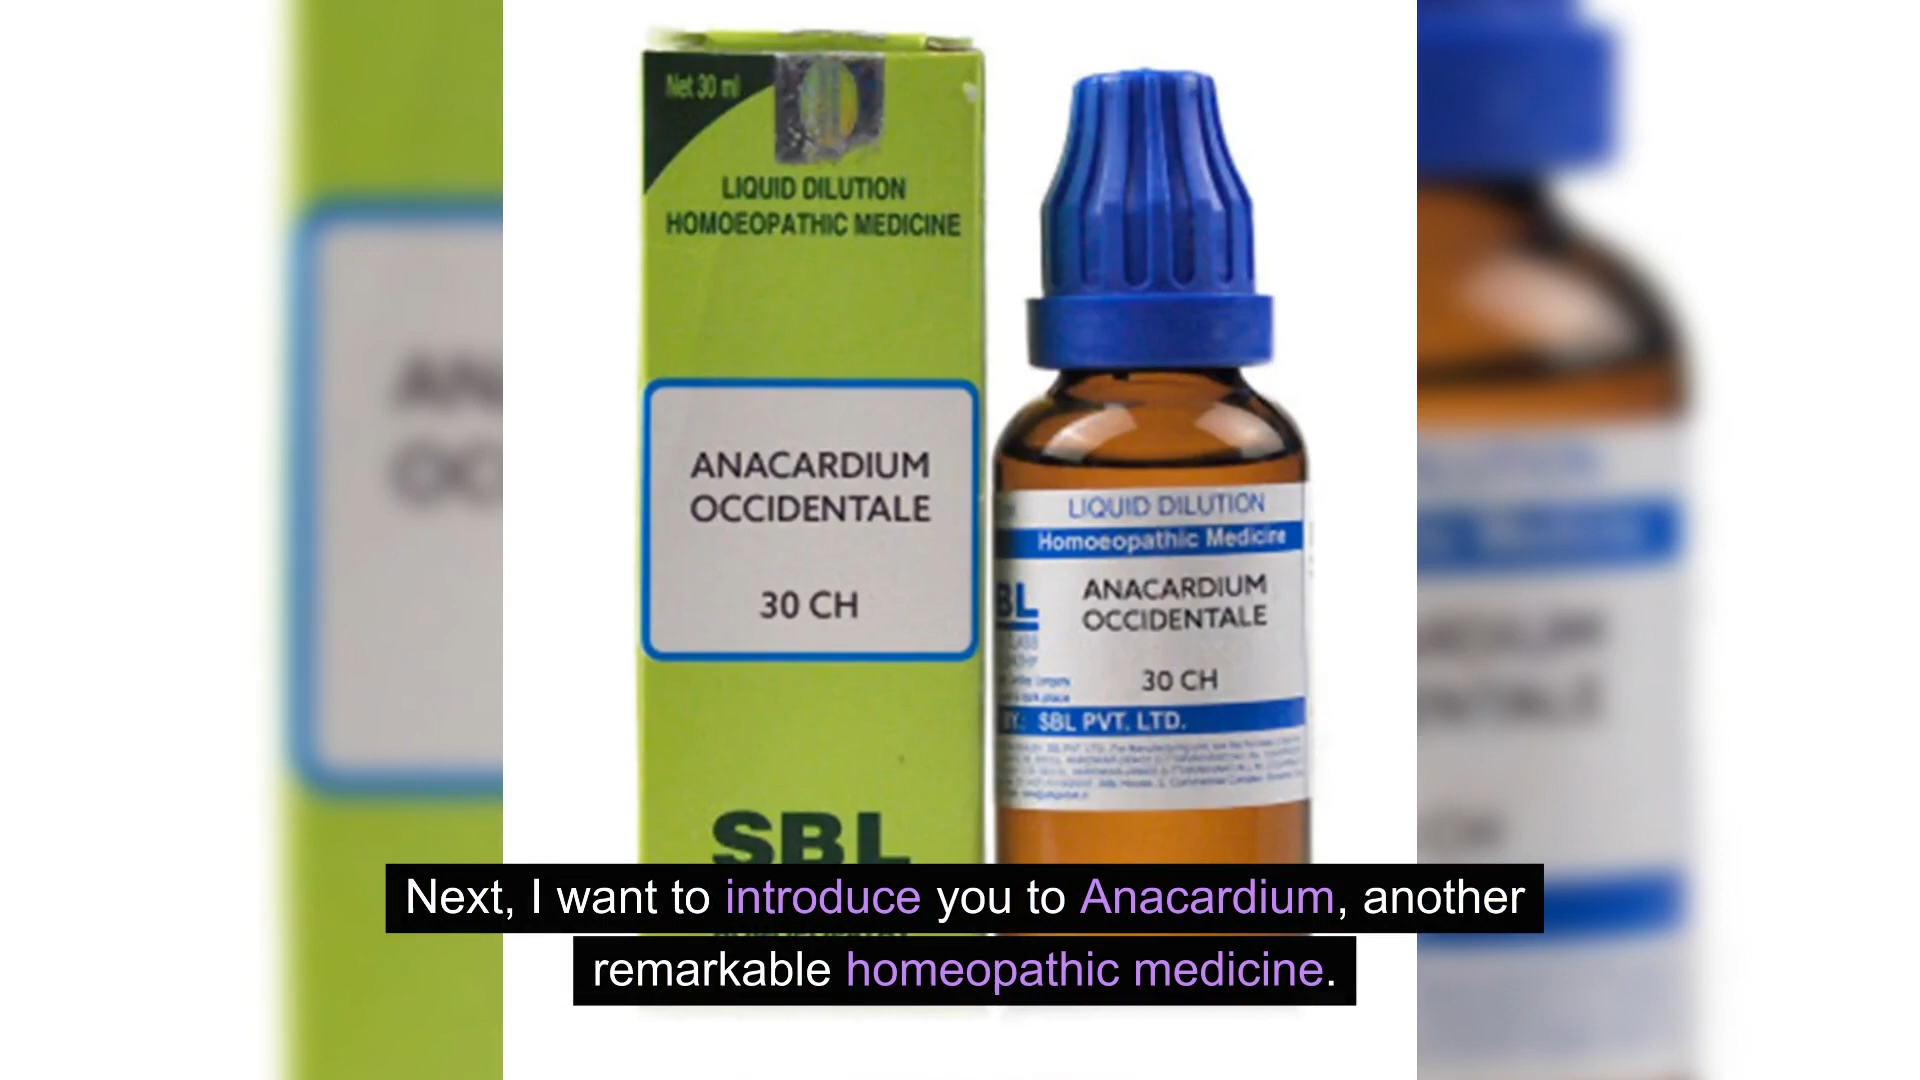 Net 30 ml
LIQUID DILUTION
HOMOEOPATHIC MEDICINE
ANACARDIUM
OCCIDENTALE
30 CH
SBL
LIQUID DILUTION
Homoeopathic Medicine
BL
ANACARDIUM
OCCIDENTALE
30 CH
BY: SBL PVT. LTD.
Next, I want to introduce you to Anacardium, another
remarkable homeopathic medicine.